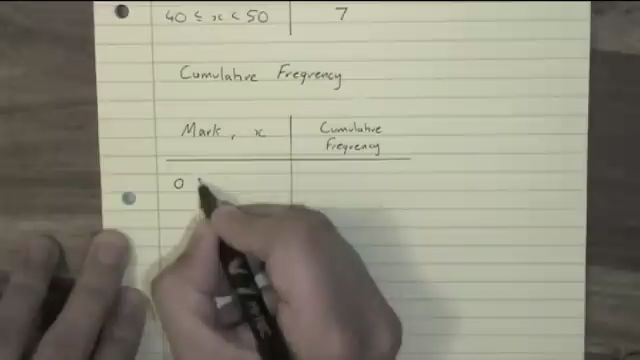 40 ≤ x < 50 7
Cumulative Frequency
Mark, x Cumulative
Frequency
0